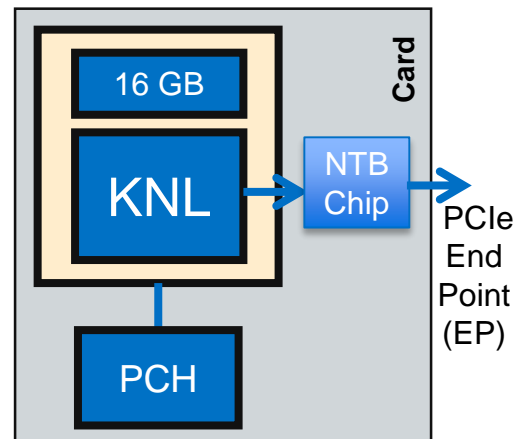 16 GB
Card
KNL
NTB
Chip
PCIe
End
Point
(EP)
PCH